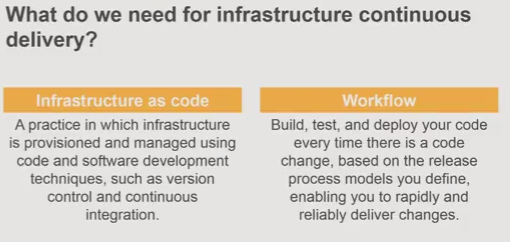 What do we need for infrastructure continuous
delivery?
Infrastructure as code
A practice in which infrastructure
is provisioned and managed using
code and software development
techniques, such as version
control and continuous
integration.
Workflow
Build, test, and deploy your code
every time there is a code
change, based on the release
process models you define,
enabling you to rapidly and
reliably deliver changes.